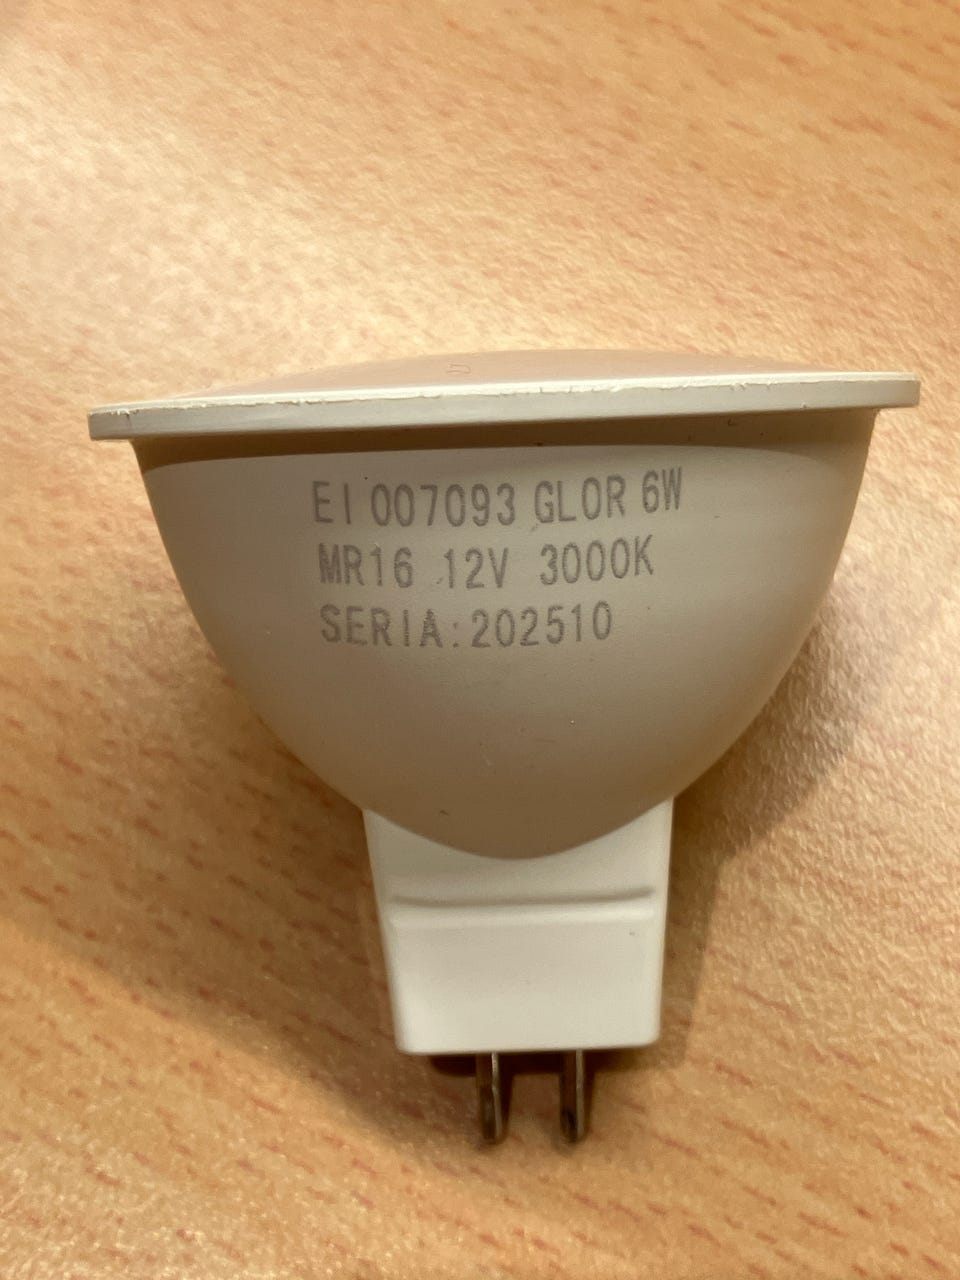 EI 007093 GLOR 6W
MR16 12V 3000K
SERIA:202510